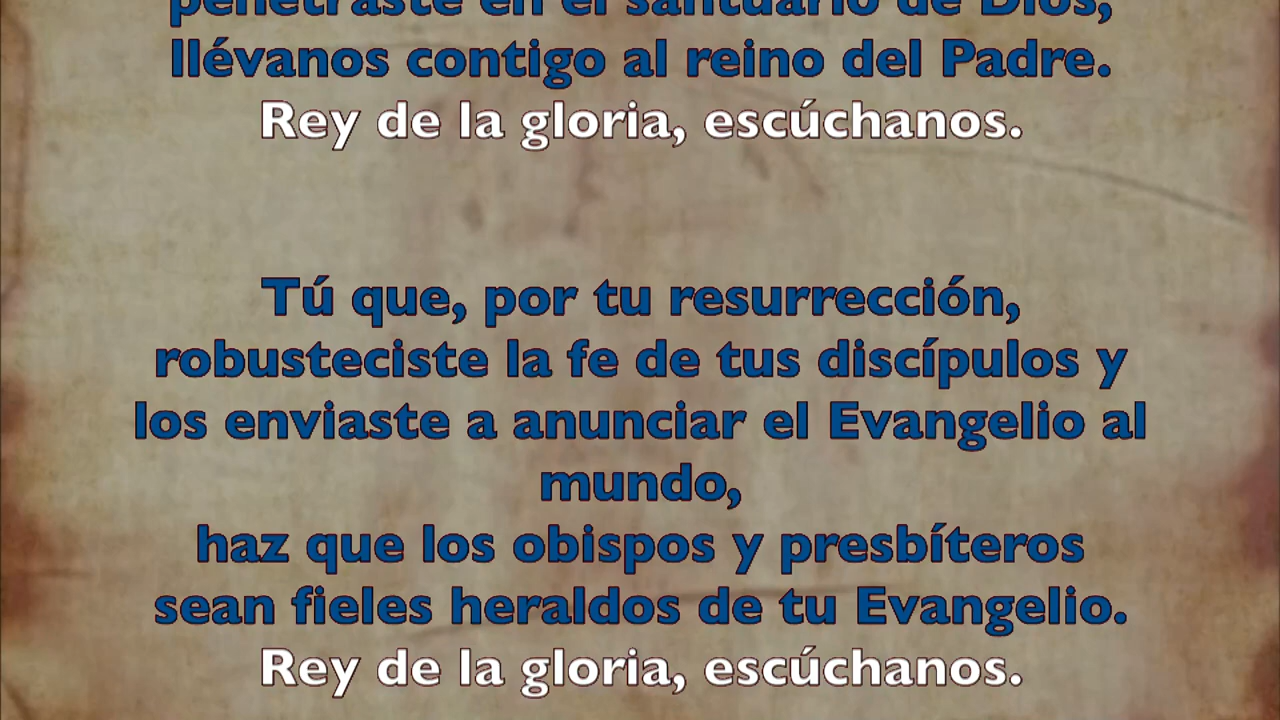 penetraste en el santuario de Dios,
llévanos contigo al reino del Padre.
Rey de la gloria, escúchanos.
Tú que, por tu resurrección,
robusteciste la fe de tus discípulos y
los enviaste a anunciar el Evangelio al
mundo,
haz que los obispos y presbíteros
sean fieles heraldos de tu Evangelio.
Rey de la gloria, escúchanos.